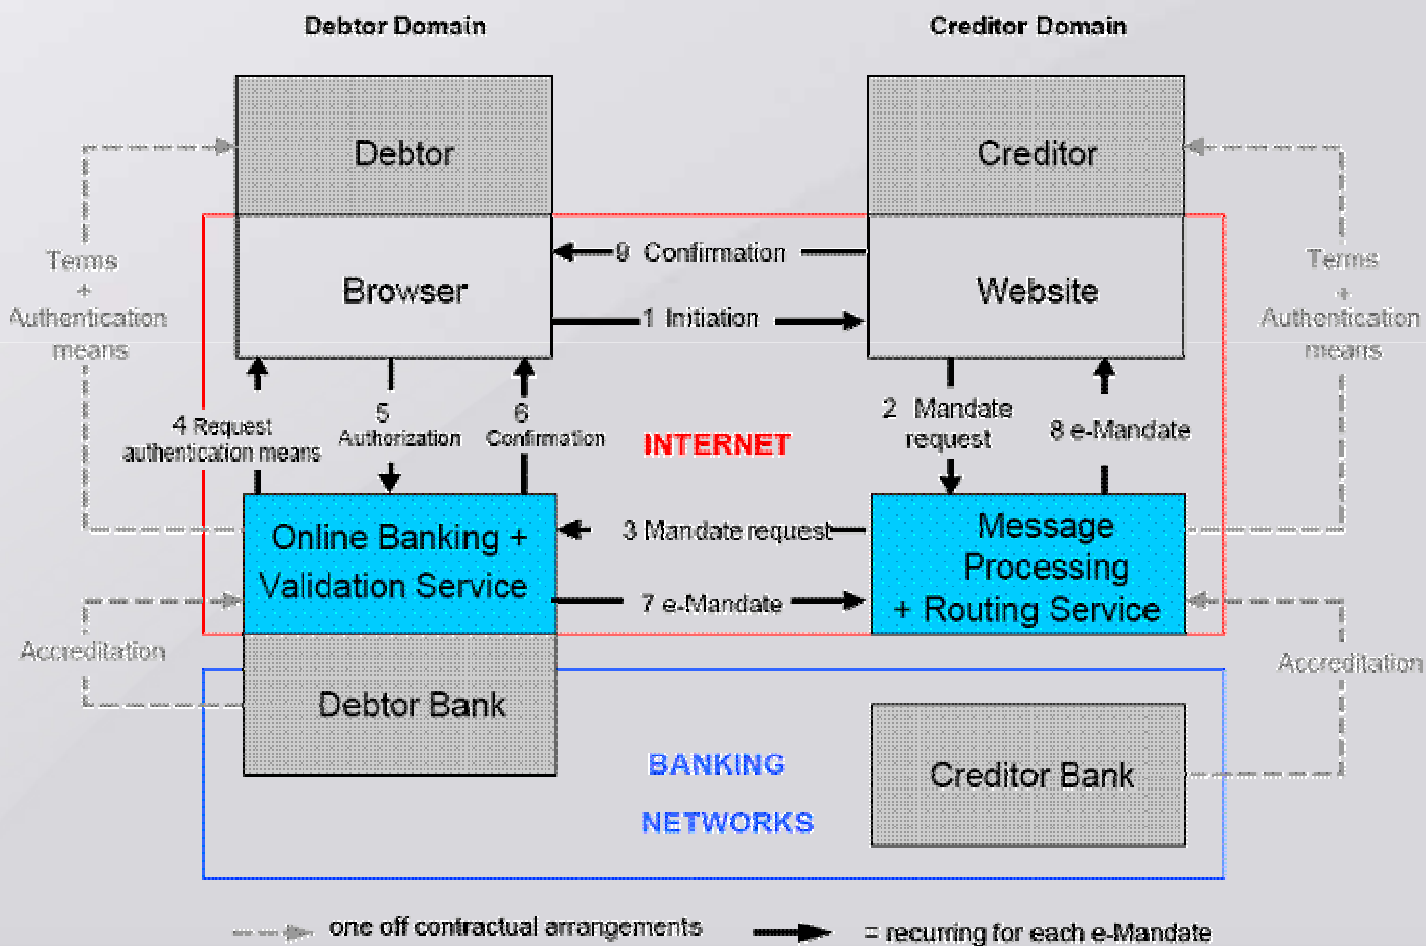 Debtor Domain
Creditor Domain
Debtor
Creditor
Browser
Website
9 Confirmation
1 Initiation
Terms
+
Authentication
means
Terms
+
Authentication
means
4 Request
authentication means
5
Authorization
6
Confirmation
INTERNET
2 Mandate
request
8 e-Mandate
Online Banking +
Validation Service
3 Mandate request
7 e-Mandate
Message
Processing
+ Routing Service
Accreditation
Accreditation
Debtor Bank
BANKING
NETWORKS
Creditor Bank
one off contractual arrangements
= recurring for each e-Mandate